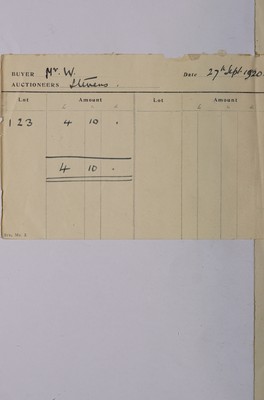 BUYER Mr. W. Date 27th Sept. 1920.
AUCTIONEERS Stevens.
Lot Amount Lot Amount
£ s d £ s d
123 4 10 .
4 10 .